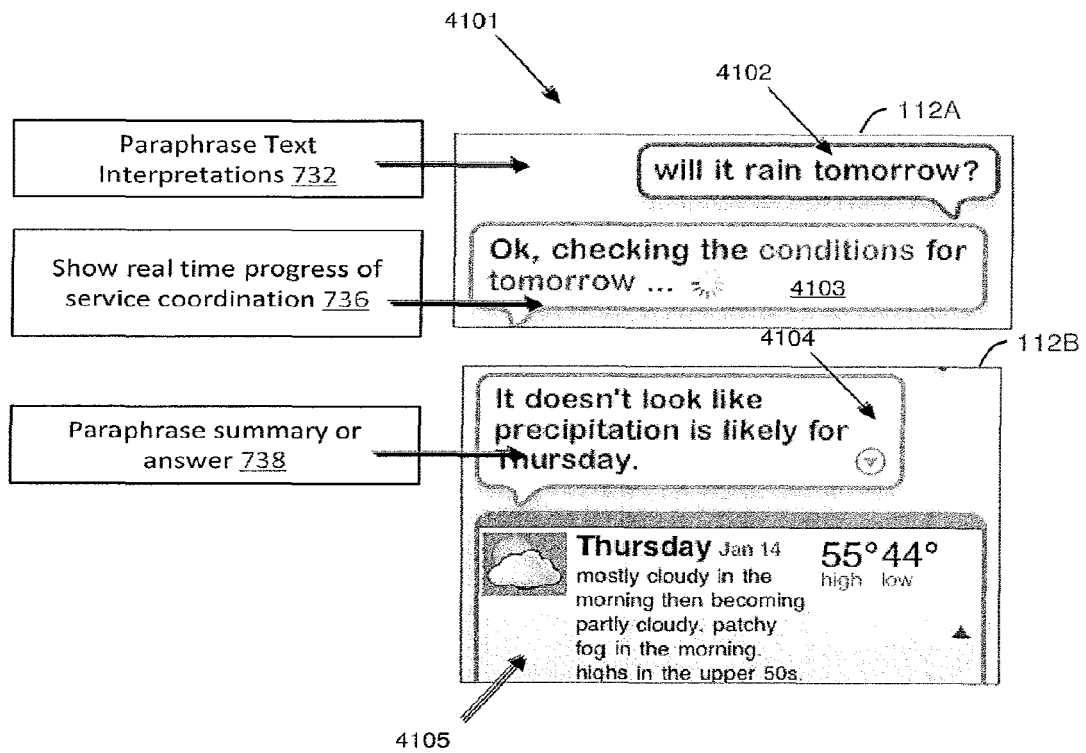 4101
4102
112A
Paraphrase Text
Interpretations 732
will it rain tomorrow?
Show real time progress of
service coordination 736
Ok, checking the conditions for
tomorrow ...
4103
4104
112B
Paraphrase summary or
answer 738
It doesn't look like
precipitation is likely for
Thursday.
Thursday Jan 14
55° 44°
high low
mostly cloudy in the
morning then becoming
partly cloudy. patchy
fog in the morning.
highs in the upper 50s.
4105